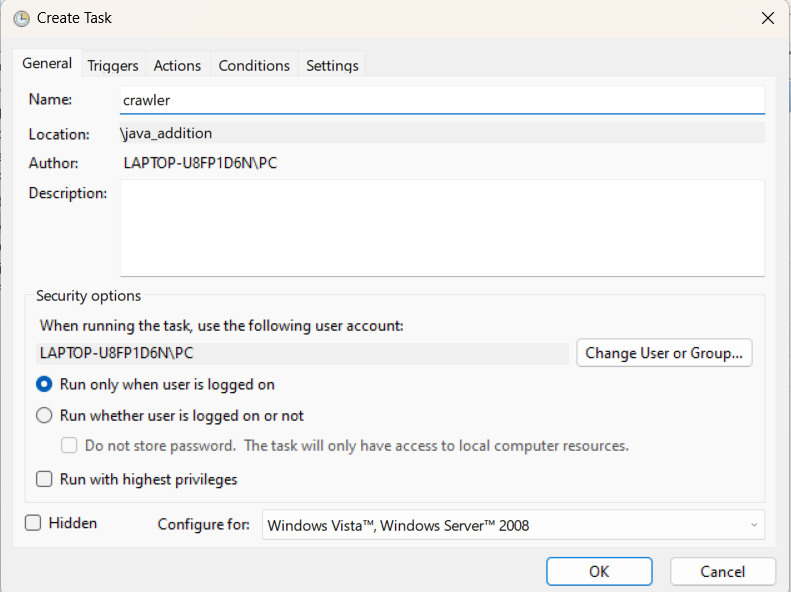 Create Task
General Triggers Actions Conditions Settings
Name: crawler
Location: \java_addition
Author: LAPTOP-U8FP1D6N\PC
Description:
Security options
When running the task, use the following user account:
LAPTOP-U8FP1D6N\PC Change User or Group...
Run only when user is logged on
Run whether user is logged on or not
Do not store password. The task will only have access to local computer resources.
Run with highest privileges
Hidden Configure for: Windows Vista™, Windows Server™ 2008
OK Cancel